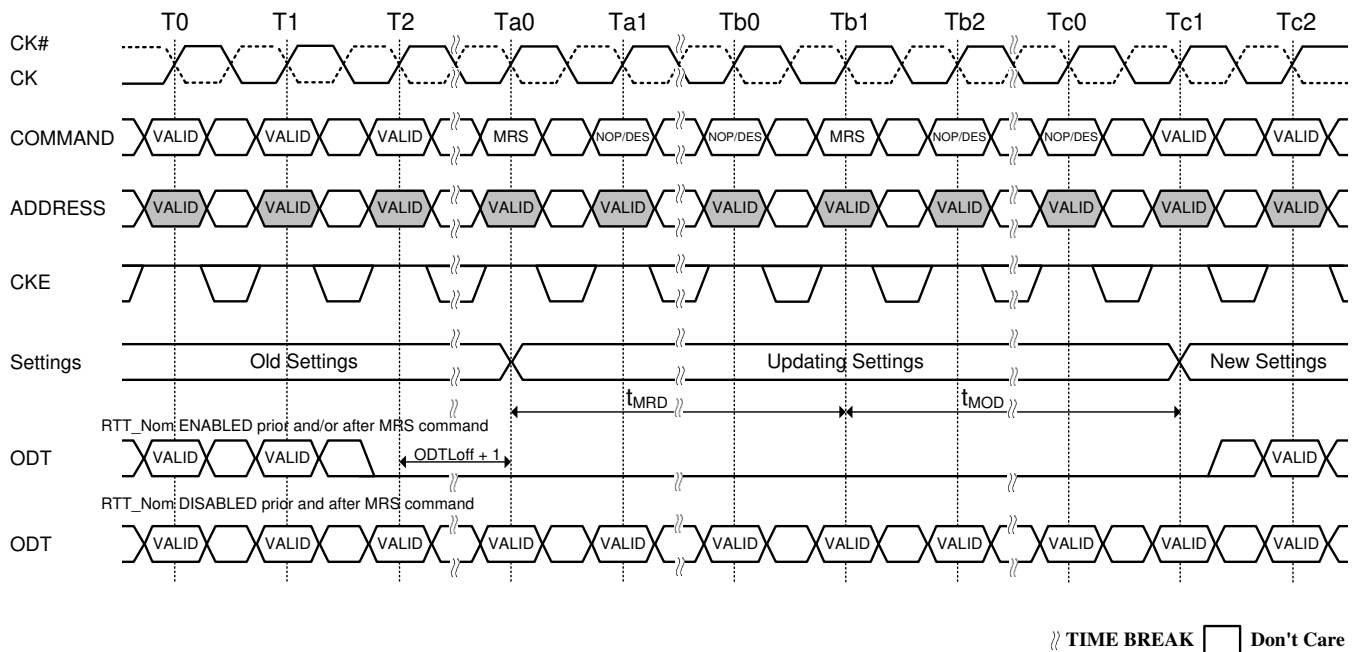 T0 T1 T2 Ta0 Ta1 Tb0 Tb1 Tb2 Tc0 Tc1 Tc2
CK#
CK
COMMAND VALID VALID VALID MRS NOP/DES NOP/DES MRS NOP/DES NOP/DES VALID VALID
ADDRESS VALID VALID VALID VALID VALID VALID VALID VALID VALID VALID VALID
CKE
Settings Old Settings Updating Settings New Settings
tMRD tMOD
RTT_Nom ENABLED prior and/or after MRS command
ODT VALID VALID ODTLoff + 1 VALID
RTT_Nom DISABLED prior and after MRS command
ODT VALID VALID VALID VALID VALID VALID VALID VALID VALID VALID VALID
TIME BREAK Don't Care